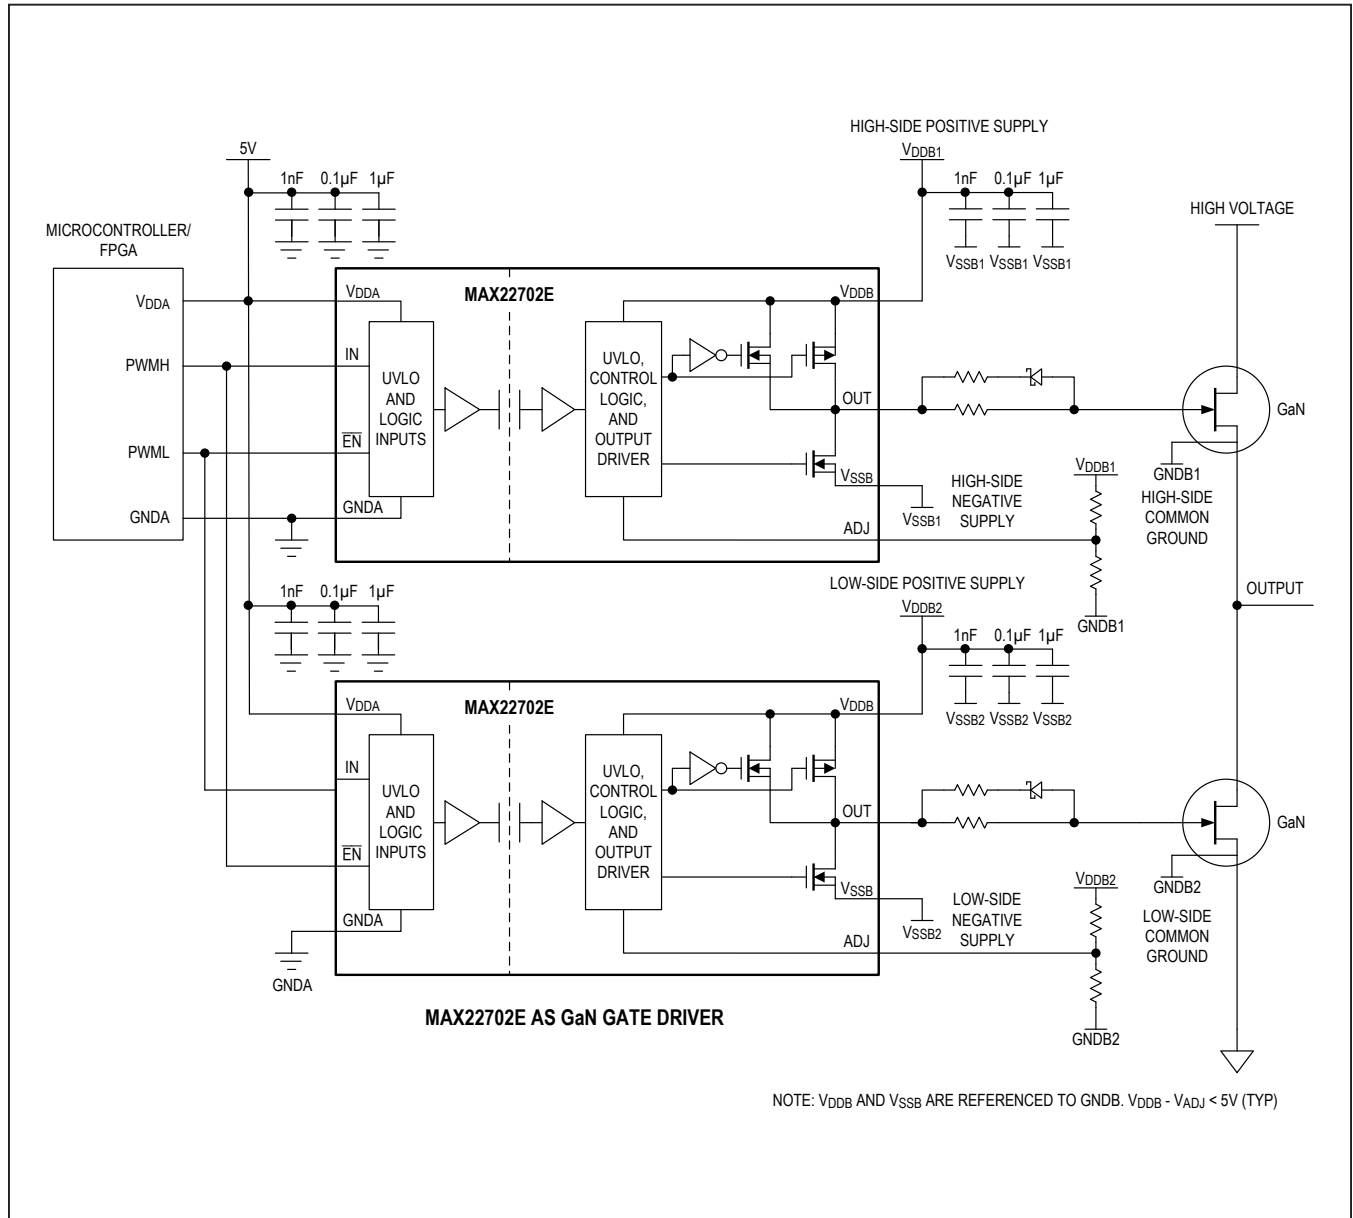 HIGH-SIDE POSITIVE SUPPLY
5V
VDDB1
1nF 0.1µF 1µF
1nF 0.1µF 1µF
HIGH VOLTAGE
MICROCONTROLLER/
FPGA
VSSB1 VSSB1 VSSB1
VDDA
PWMH
PWML
GNDA
MAX22702E
VDDA
IN
EN
GNDA
UVLO
AND
LOGIC
INPUTS
UVLO,
CONTROL
LOGIC,
AND
OUTPUT
DRIVER
VDDB
OUT
VSSB
ADJ
VSSB1
HIGH-SIDE
NEGATIVE
SUPPLY
VDDB1
GNDB1
GaN
GNDB1
HIGH-SIDE
COMMON
GROUND
OUTPUT
LOW-SIDE POSITIVE SUPPLY
VDDB2
1nF 0.1µF 1µF
1nF 0.1µF 1µF
VSSB2 VSSB2 VSSB2
MAX22702E
VDDA
IN
EN
GNDA
UVLO
AND
LOGIC
INPUTS
UVLO,
CONTROL
LOGIC,
AND
OUTPUT
DRIVER
VDDB
OUT
VSSB
ADJ
VSSB2
LOW-SIDE
NEGATIVE
SUPPLY
VDDB2
GNDB2
GaN
GNDB2
LOW-SIDE
COMMON
GROUND
GNDA
MAX22702E AS GaN GATE DRIVER
NOTE: VDDB AND VSSB ARE REFERENCED TO GNDB. VDDB - VADJ < 5V (TYP)